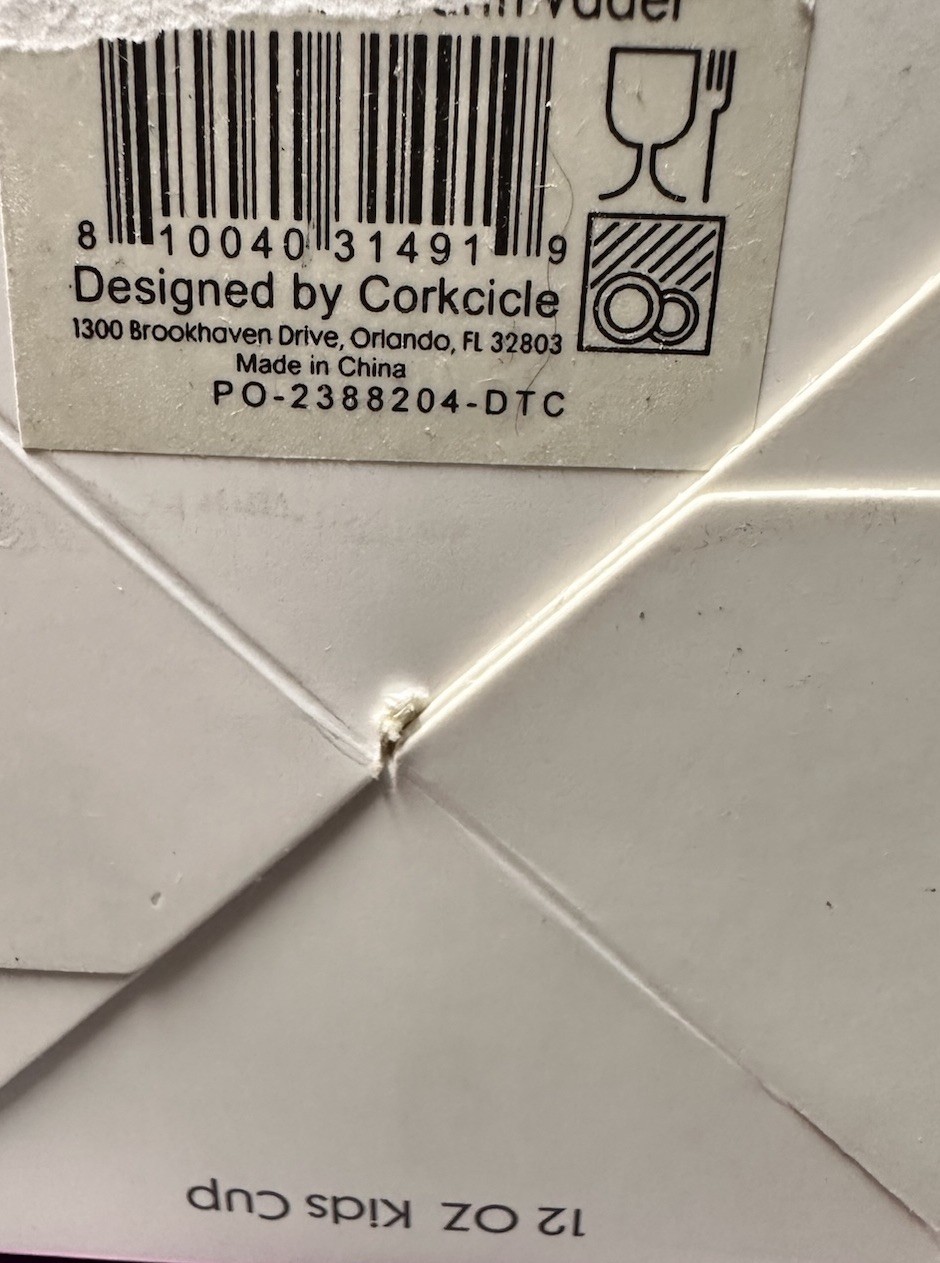 Vader
8 10040 31491 9
Designed by Corkcicle
1300 Brookhaven Drive, Orlando, FL 32803
Made in China
PO-2388204-DTC
12 OZ Kids Cup